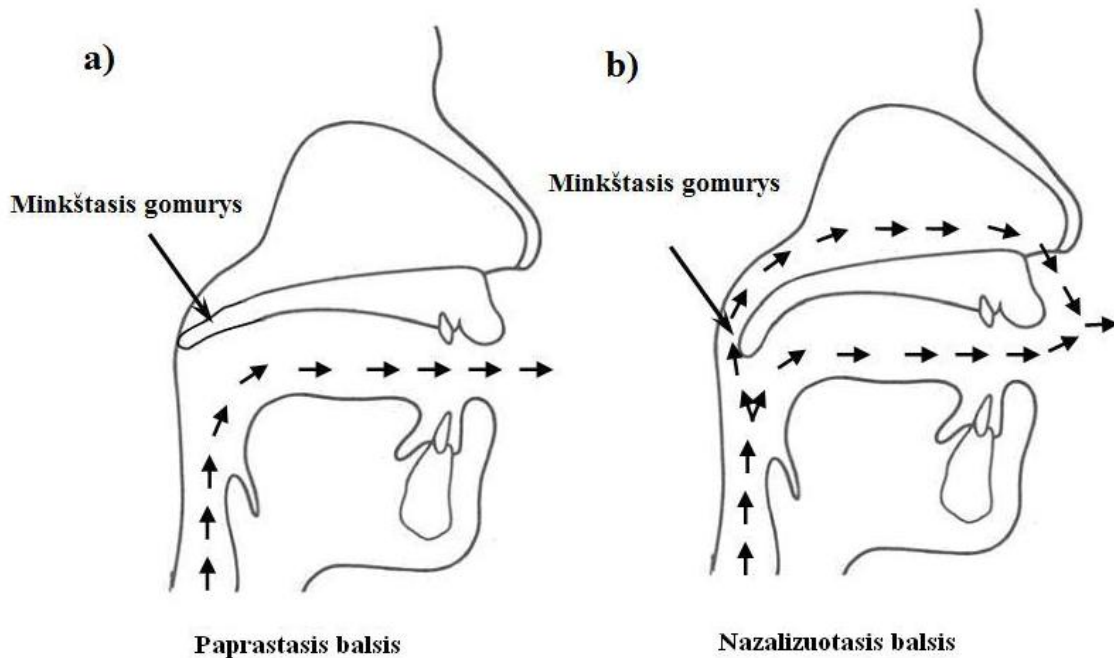 a)
Minkštasis gomurys
Paprastasis balsis
b)
Minkštasis gomurys
Nazalizuotasis balsis